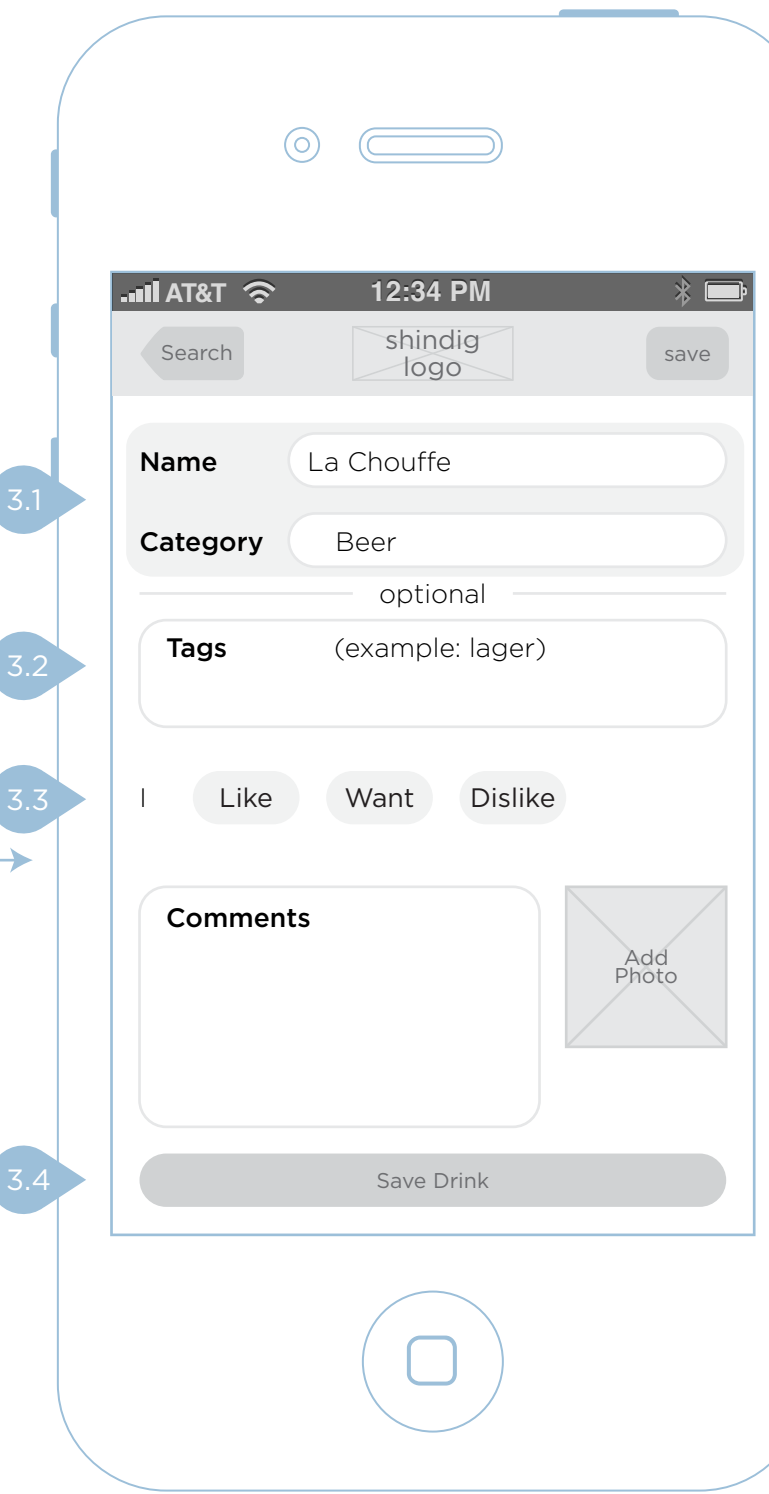 AT&T 12:34 PM
Search shindig logo save
3.1
Name La Chouffe
Category Beer
optional
3.2
Tags (example: lager)
3.3
I Like Want Dislike
Comments
Add
Photo
3.4
Save Drink